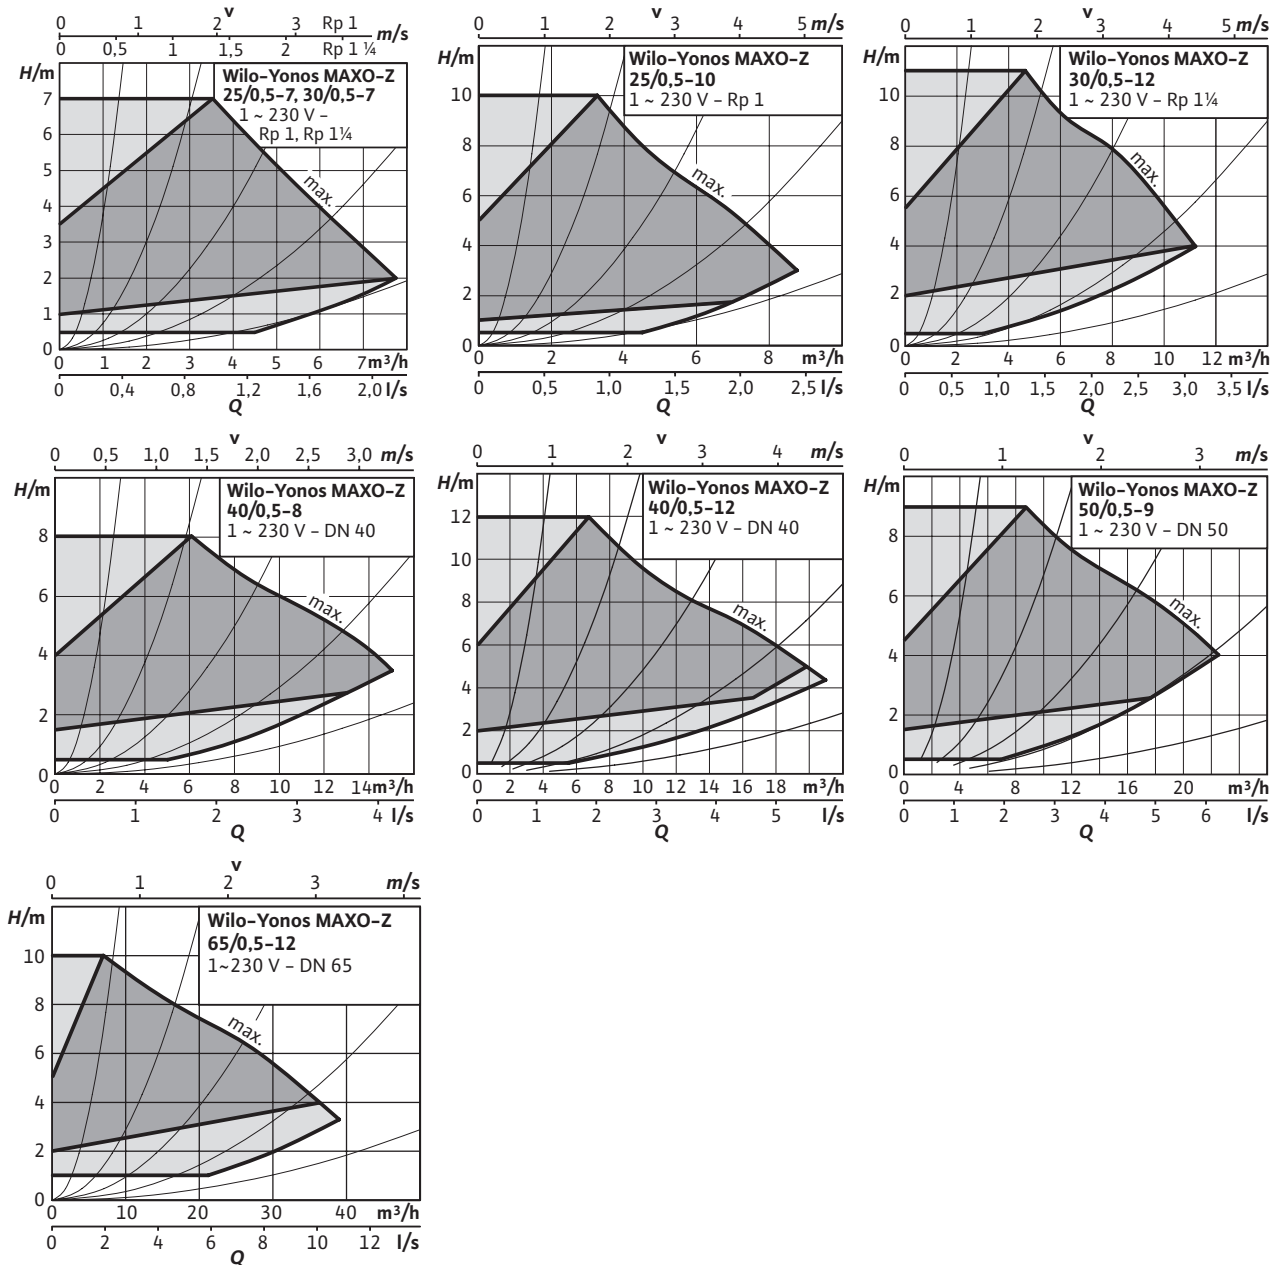 v
0 1 2 3 Rp 1 m/s
0 0,5 1 1,5 2 Rp 1 ¼
H/m
Wilo-Yonos MAXO-Z
25/0,5-7, 30/0,5-7
1 ~ 230 V –
Rp 1, Rp 1¼
max.
7
6
5
4
3
2
1
0
0 1 2 3 4 5 6 7 m³/h
0 0,4 0,8 1,2 1,6 2,0 l/s
Q
v
0 1 2 3 4 5 m/s
H/m
Wilo-Yonos MAXO-Z
25/0,5-10
1 ~ 230 V – Rp 1
max.
10
8
6
4
2
0
0 2 4 6 8 m³/h
0 0,5 1,0 1,5 2,0 2,5 l/s
Q
v
0 1 2 3 4 5 m/s
H/m
Wilo-Yonos MAXO-Z
30/0,5-12
1 ~ 230 V – Rp 1¼
max.
10
8
6
4
2
0
0 2 4 6 8 10 12 m³/h
0 0,5 1,0 1,5 2,0 2,5 3,0 3,5 l/s
Q
v
0 0,5 1,0 1,5 2,0 2,5 3,0 m/s
H/m
Wilo-Yonos MAXO-Z
40/0,5-8
1 ~ 230 V – DN 40
max.
8
6
4
2
0
0 2 4 6 8 10 12 14 m³/h
0 1 2 3 4 l/s
Q
v
0 1 2 3 4 m/s
H/m
Wilo-Yonos MAXO-Z
40/0,5-12
1 ~ 230 V – DN 40
max.
12
10
8
6
4
2
0
0 2 4 6 8 10 12 14 16 18 m³/h
0 1 2 3 4 5 l/s
Q
v
0 1 2 3 m/s
H/m
Wilo-Yonos MAXO-Z
50/0,5-9
1 ~ 230 V – DN 50
max.
8
6
4
2
0
0 4 8 12 16 20 m³/h
0 1 2 3 4 5 6 l/s
Q
v
0 1 2 3 m/s
H/m
Wilo-Yonos MAXO-Z
65/0,5-12
1~230 V – DN 65
max.
10
8
6
4
2
0
0 10 20 30 40 m³/h
0 2 4 6 8 10 12 l/s
Q